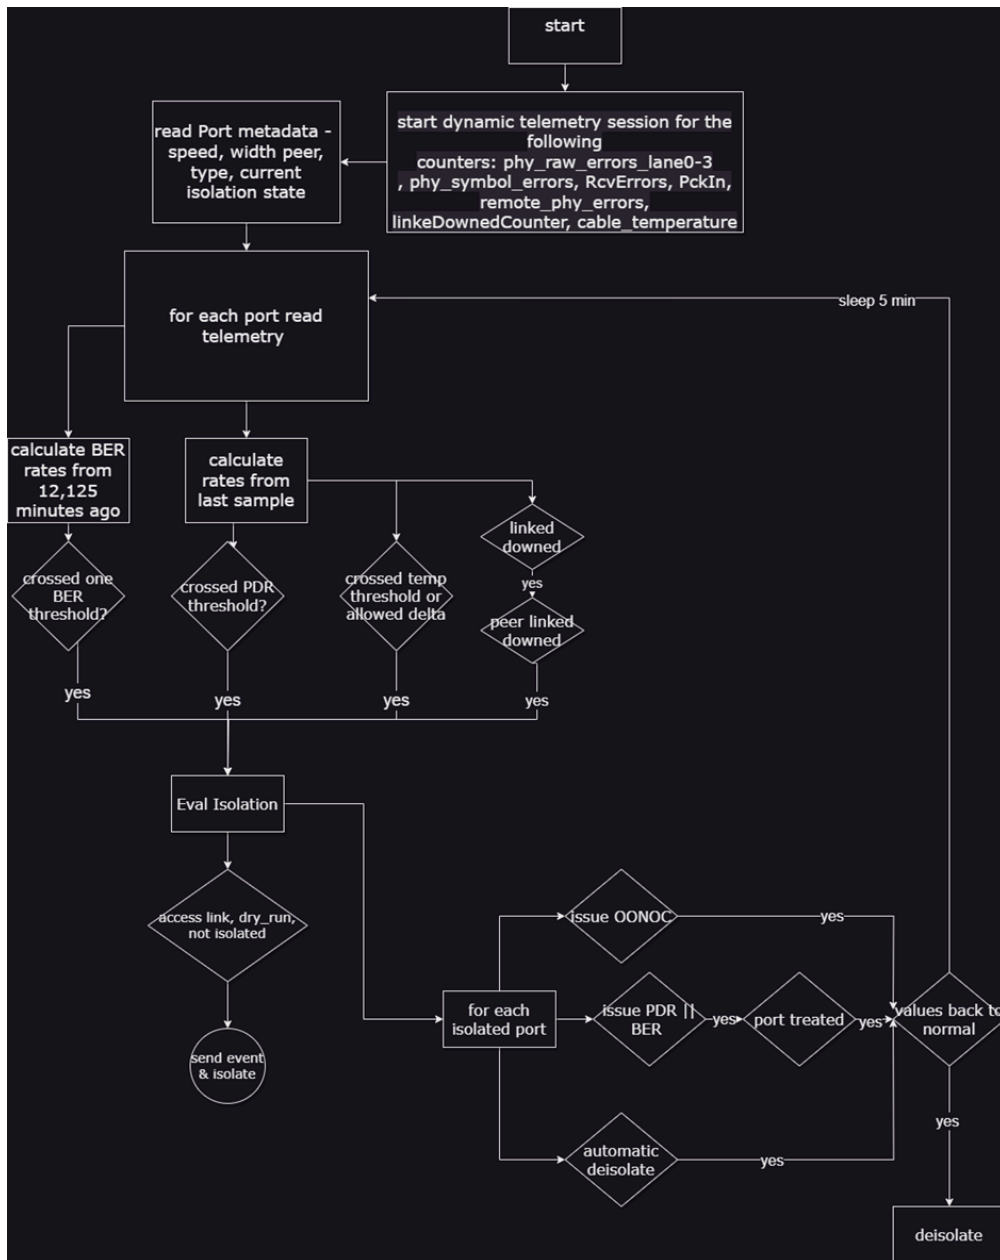 start
start dynamic telemetry session for the
following
counters: phy_raw_errors_lane0-3
, phy_symbol_errors, RcvErrors, PckIn,
remote_phy_errors,
linkeDownedCounter, cable_temperature
read Port metadata -
speed, width peer,
type, current
isolation state
for each port read
telemetry
sleep 5 min
calculate BER
rates from
12,125
minutes ago
calculate
rates from
last sample
linked
downed
yes
peer linked
downed
crossed one
BER
threshold?
crossed PDR
threshold?
crossed temp
threshold or
allowed delta
yes
yes
yes
yes
Eval Isolation
access link, dry_run,
not isolated
send event
& isolate
for each
isolated port
issue OONOC
yes
issue PDR ||
BER
yes
port treated
yes
values back to
normal
automatic
deisolate
yes
yes
deisolate